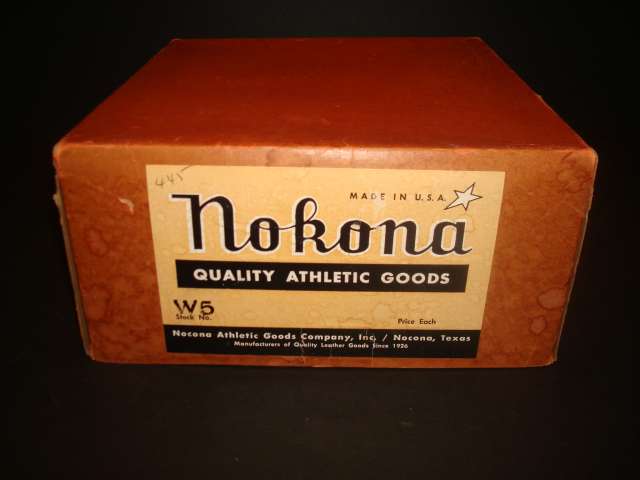 445
MADE IN U.S.A.
Nokona
QUALITY ATHLETIC GOODS
W5
Stock No.
Price Each
Nocona Athletic Goods Company, Inc. / Nocona, Texas
Manufacturers of Quality Leather Goods Since 1926